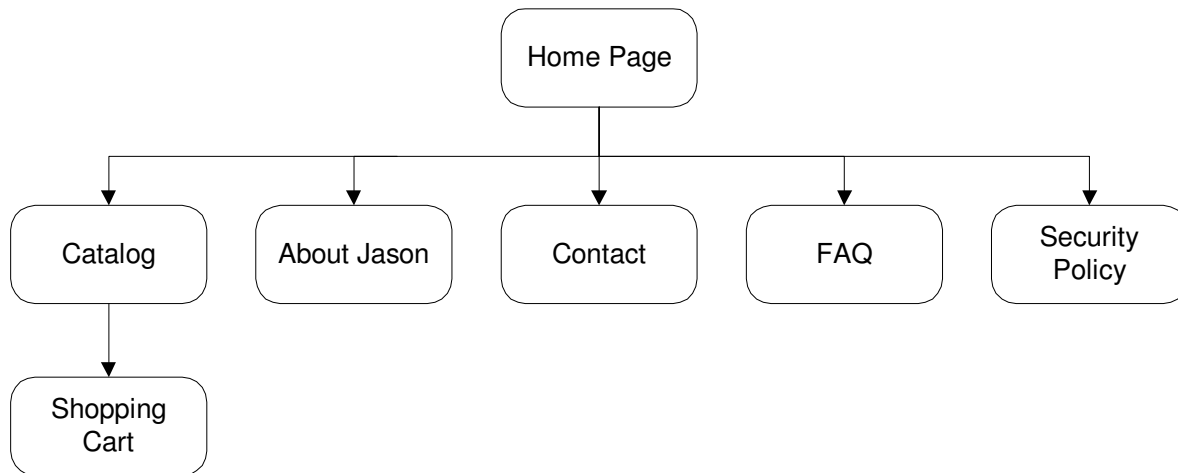 Home Page
Catalog
About Jason
Contact
FAQ
Security
Policy
Shopping
Cart